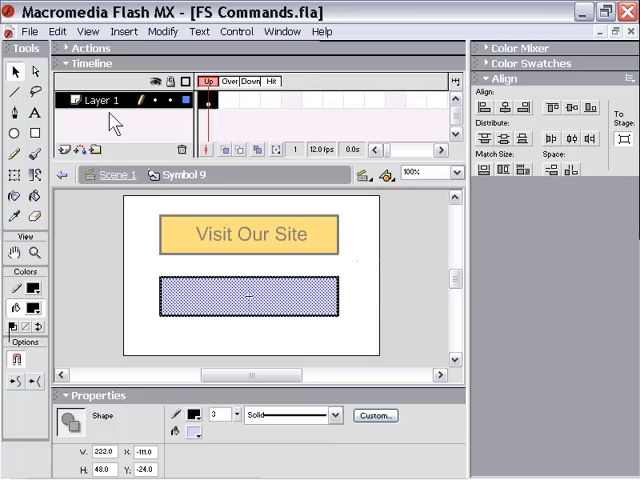 Macromedia Flash MX - [FS Commands.fla]
File Edit View Insert Modify Text Control Window Help
Tools
Actions
Timeline
Up Over Down Hit
Layer 1
1 12.0 fps 0.0s
Scene 1 Symbol 9 100%
Visit Our Site
View
Colors
Options
Properties
Shape
3 Solid Custom...
W: 222.0 X: -111.0
H: 48.0 Y: -24.0
Color Mixer
Color Swatches
Align
Align:
Distribute:
Match Size: Space:
To
Stage: